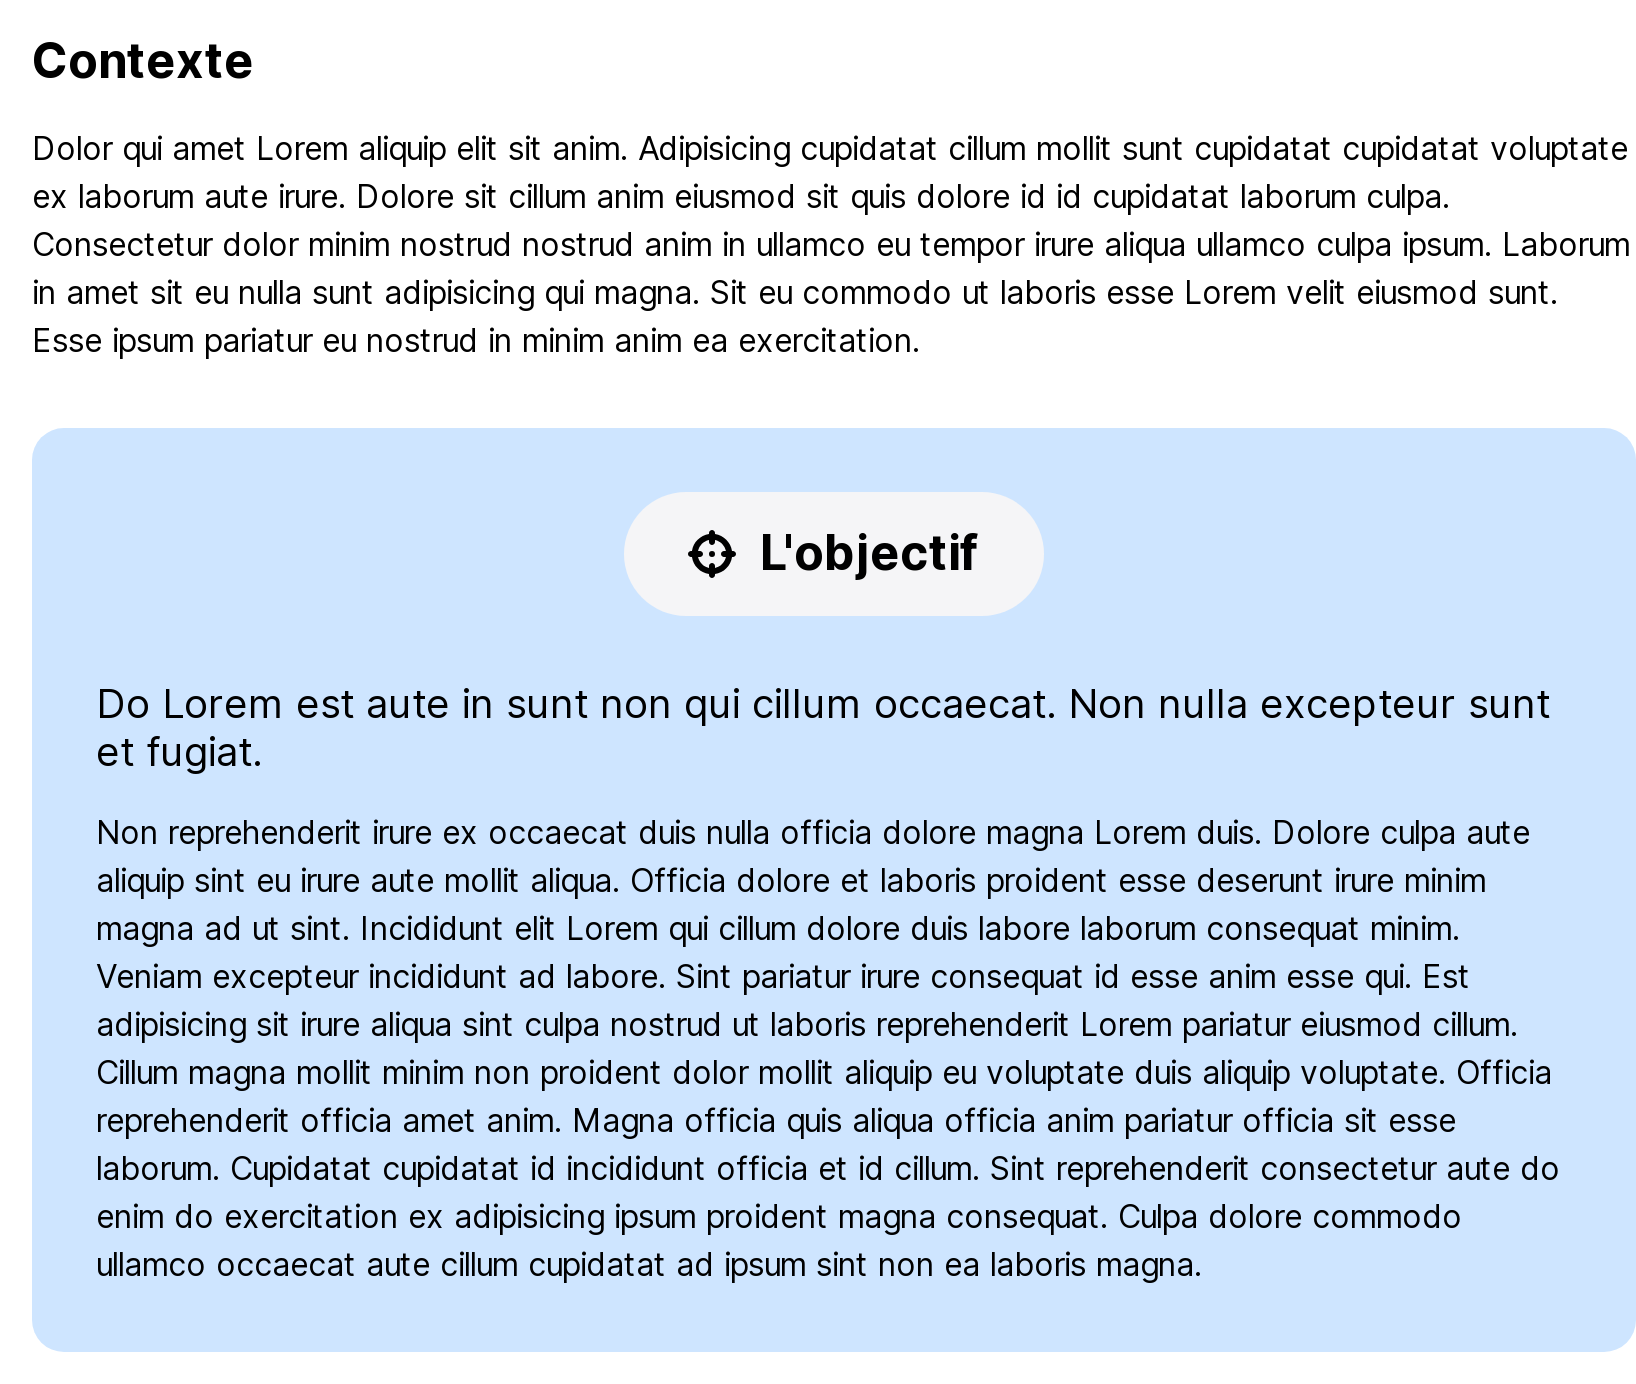 Contexte
Dolor qui amet Lorem aliquip elit sit anim. Adipisicing cupidatat cillum mollit sunt cupidatat cupidatat voluptate
ex laborum aute irure. Dolore sit cillum anim eiusmod sit quis dolore id id cupidatat laborum culpa.
Consectetur dolor minim nostrud nostrud anim in ullamco eu tempor irure aliqua ullamco culpa ipsum. Laborum
in amet sit eu nulla sunt adipisicing qui magna. Sit eu commodo ut laboris esse Lorem velit eiusmod sunt.
Esse ipsum pariatur eu nostrud in minim anim ea exercitation.
L'objectif
Do Lorem est aute in sunt non qui cillum occaecat. Non nulla excepteur sunt
et fugiat.
Non reprehenderit irure ex occaecat duis nulla officia dolore magna Lorem duis. Dolore culpa aute
aliquip sint eu irure aute mollit aliqua. Officia dolore et laboris proident esse deserunt irure minim
magna ad ut sint. Incididunt elit Lorem qui cillum dolore duis labore laborum consequat minim.
Veniam excepteur incididunt ad labore. Sint pariatur irure consequat id esse anim esse qui. Est
adipisicing sit irure aliqua sint culpa nostrud ut laboris reprehenderit Lorem pariatur eiusmod cillum.
Cillum magna mollit minim non proident dolor mollit aliquip eu voluptate duis aliquip voluptate. Officia
reprehenderit officia amet anim. Magna officia quis aliqua officia anim pariatur officia sit esse
laborum. Cupidatat cupidatat id incididunt officia et id cillum. Sint reprehenderit consectetur aute do
enim do exercitation ex adipisicing ipsum proident magna consequat. Culpa dolore commodo
ullamco occaecat aute cillum cupidatat ad ipsum sint non ea laboris magna.